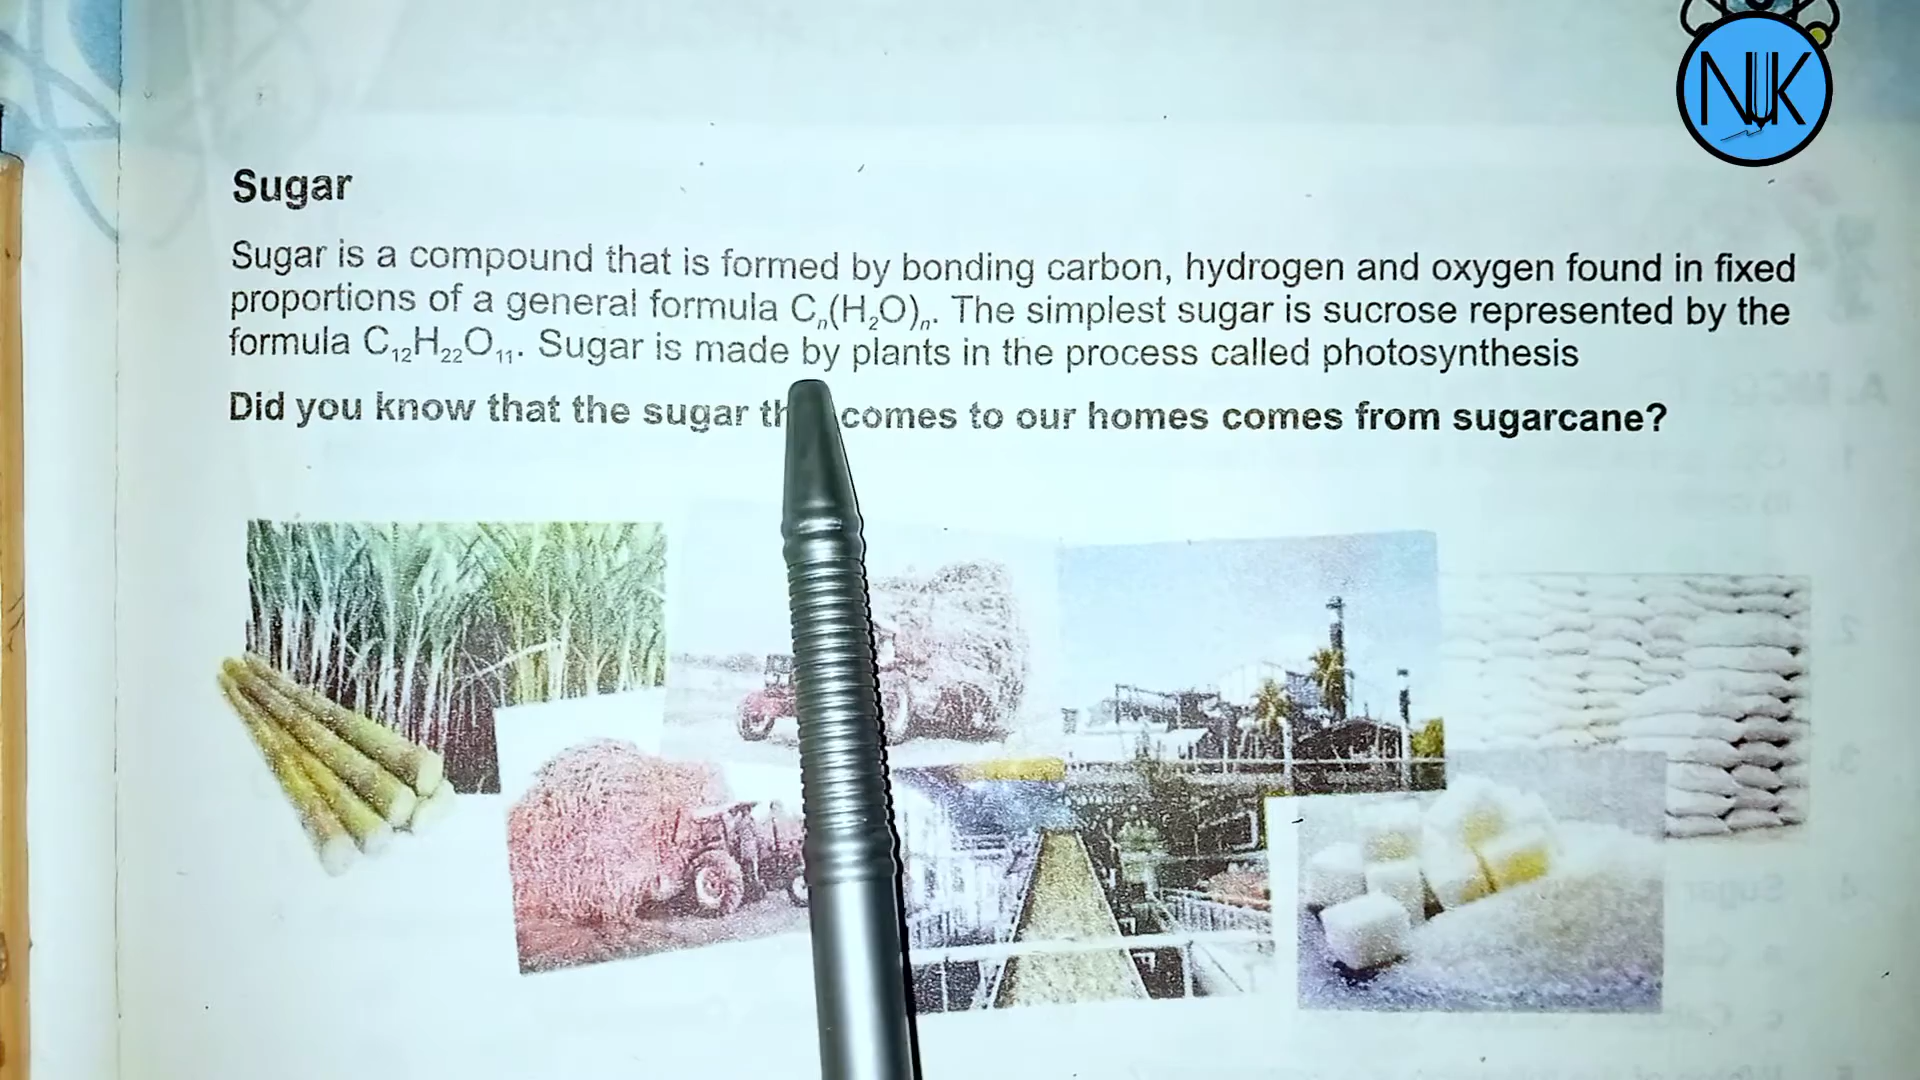 NUK
Sugar
Sugar is a compound that is formed by bonding carbon, hydrogen and oxygen found in fixed
proportions of a general formula Cₙ(H₂O)ₙ. The simplest sugar is sucrose represented by the
formula C₁₂H₂₂O₁₁. Sugar is made by plants in the process called photosynthesis
Did you know that the sugar comes to our homes comes from sugarcane?